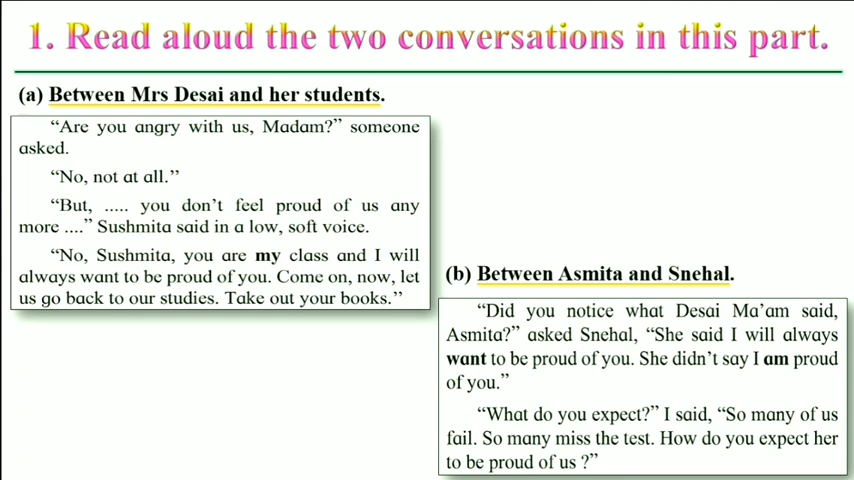 1. Read aloud the two conversations in this part.
(a) Between Mrs Desai and her students.
“Are you angry with us, Madam?” someone
asked.
“No, not at all.”
“But, ..... you don’t feel proud of us any
more ....” Sushmita said in a low, soft voice.
“No, Sushmita, you are my class and I will
always want to be proud of you. Come on, now, let
us go back to our studies. Take out your books.”
(b) Between Asmita and Snehal.
“Did you notice what Desai Ma’am said,
Asmita?” asked Snehal, “She said I will always
want to be proud of you. She didn’t say I am proud
of you.”
“What do you expect?” I said, “So many of us
fail. So many miss the test. How do you expect her
to be proud of us ?”